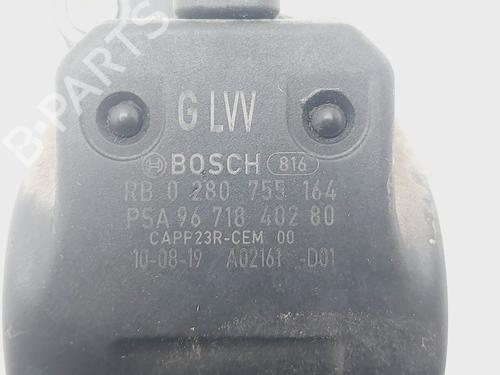 G LW
BOSCH 816
RB 0 280 755 164
PSA 96 718 402 80
CAPP23R-CEM 00
10-08-19 A02161 -D01
B-PARTS